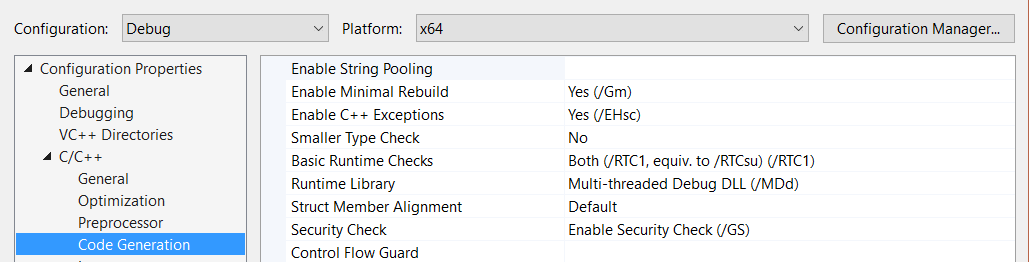 Configuration: Debug Platform: x64 Configuration Manager...
Configuration Properties
General
Debugging
VC++ Directories
C/C++
General
Optimization
Preprocessor
Code Generation
Enable String Pooling
Enable Minimal Rebuild Yes (/Gm)
Enable C++ Exceptions Yes (/EHsc)
Smaller Type Check No
Basic Runtime Checks Both (/RTC1, equiv. to /RTCsu) (/RTC1)
Runtime Library Multi-threaded Debug DLL (/MDd)
Struct Member Alignment Default
Security Check Enable Security Check (/GS)
Control Flow Guard